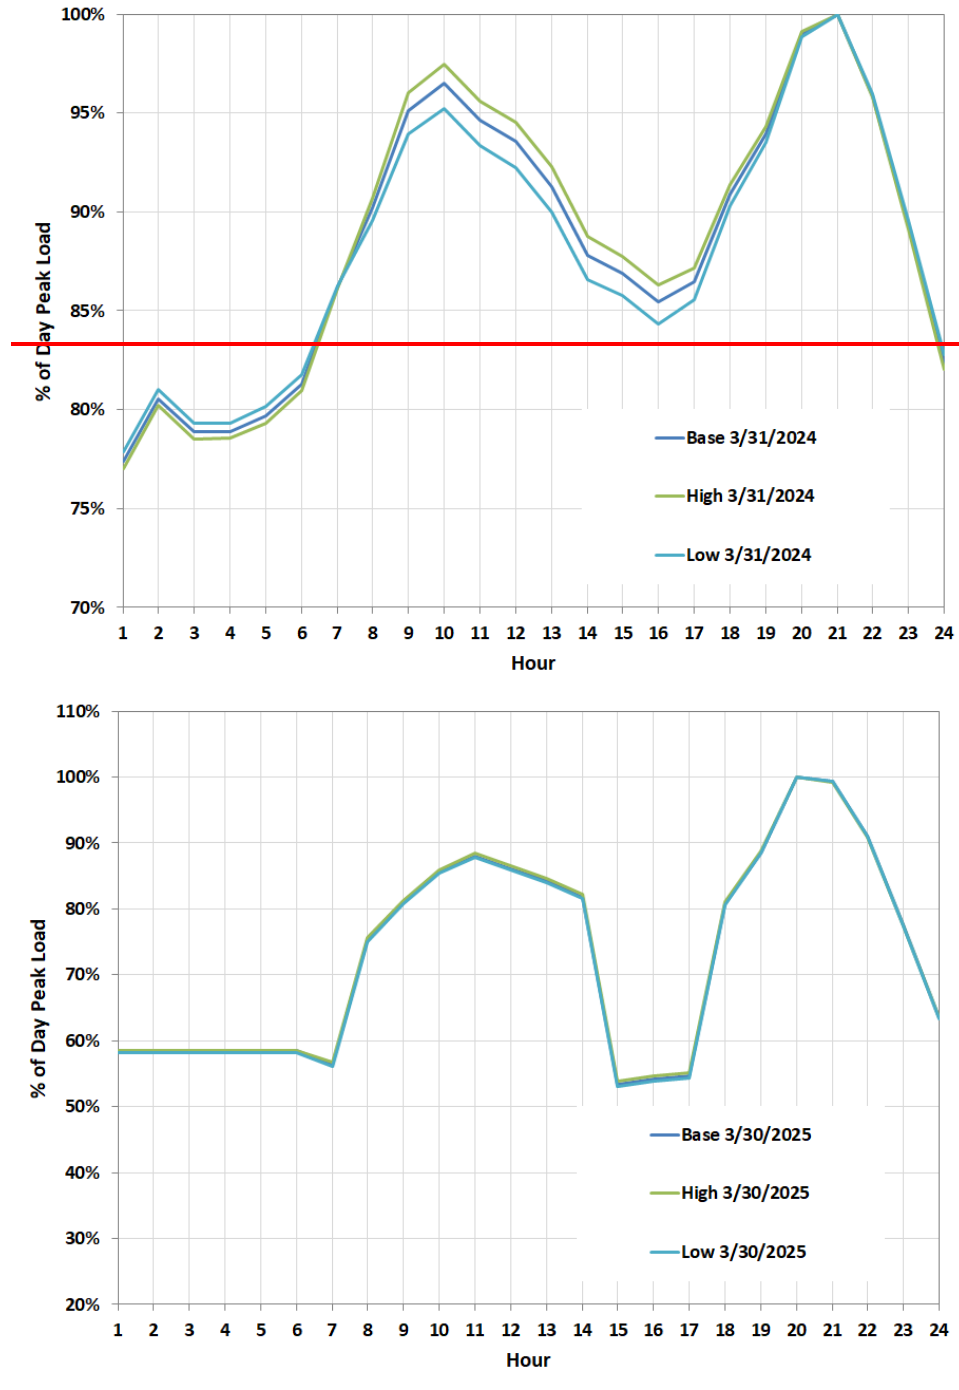 100%
95%
90%
85%
80%
75%
70%
% of Day Peak Load
Base 3/31/2024
High 3/31/2024
Low 3/31/2024
1 2 3 4 5 6 7 8 9 10 11 12 13 14 15 16 17 18 19 20 21 22 23 24
Hour
110%
100%
90%
80%
70%
60%
50%
40%
30%
20%
% of Day Peak Load
Base 3/30/2025
High 3/30/2025
Low 3/30/2025
1 2 3 4 5 6 7 8 9 10 11 12 13 14 15 16 17 18 19 20 21 22 23 24
Hour